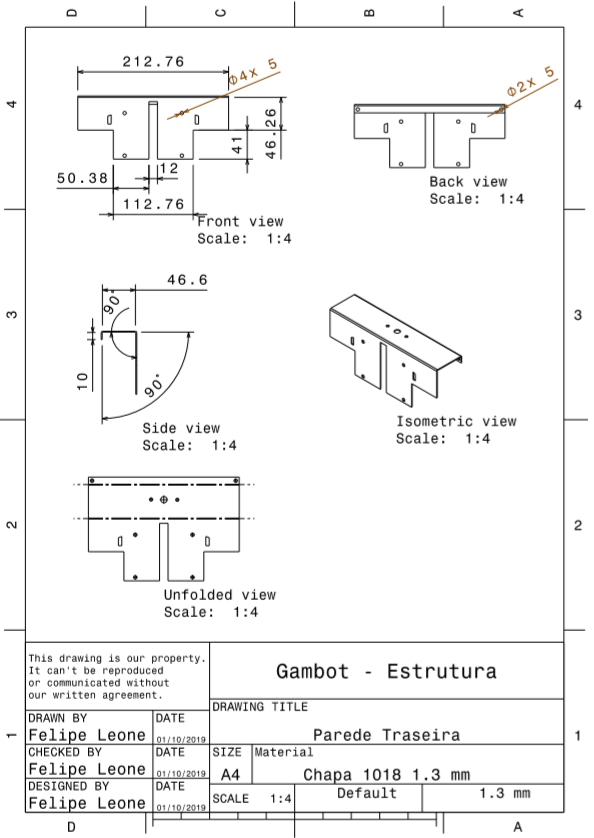 D C B A
4
4
3
3
2
2
1
1
212.76
Φ4x 5
46.26
41
12
50.38
112.76
Front view
Scale: 1:4
Φ2x 5
Back view
Scale: 1:4
46.6
90°
10
90°
Side view
Scale: 1:4
Isometric view
Scale: 1:4
Unfolded view
Scale: 1:4
This drawing is our property.
It can't be reproduced
or communicated without
our written agreement.
Gambot - Estrutura
DRAWING TITLE
Parede Traseira
DRAWN BY DATE
Felipe Leone 01/10/2019
CHECKED BY DATE
Felipe Leone 01/10/2019
DESIGNED BY DATE
Felipe Leone 01/10/2019
SIZE Material
A4 Chapa 1018 1.3 mm
SCALE 1:4 Default 1.3 mm
D A